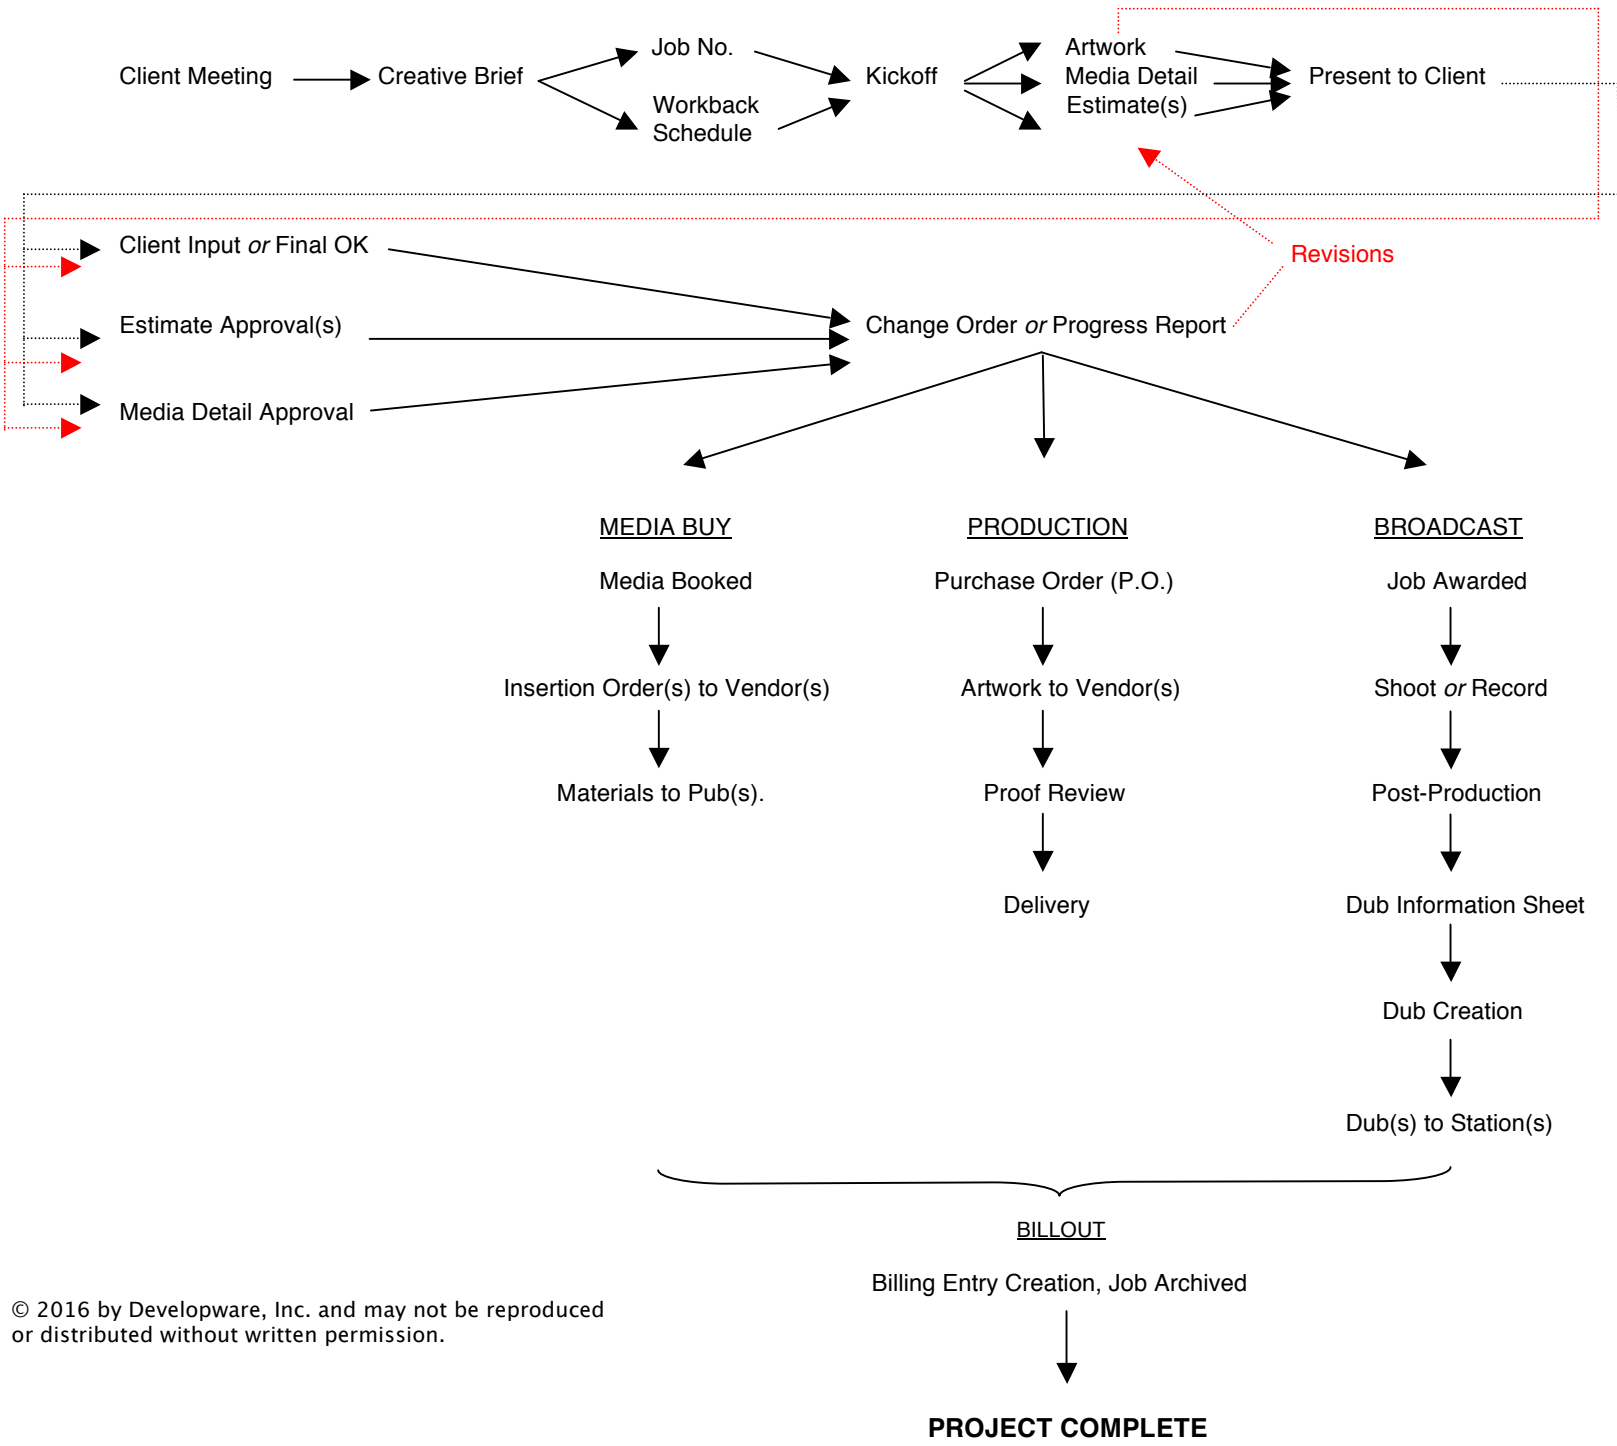 Client Meeting
Creative Brief
Job No.
Workback
Schedule
Kickoff
Artwork
Media Detail
Estimate(s)
Present to Client
Client Input or Final OK
Revisions
Estimate Approval(s)
Change Order or Progress Report
Media Detail Approval
MEDIA BUY
Media Booked
Insertion Order(s) to Vendor(s)
Materials to Pub(s).
PRODUCTION
Purchase Order (P.O.)
Artwork to Vendor(s)
Proof Review
Delivery
BROADCAST
Job Awarded
Shoot or Record
Post-Production
Dub Information Sheet
Dub Creation
Dub(s) to Station(s)
BILLOUT
Billing Entry Creation, Job Archived
© 2016 by Developware, Inc. and may not be reproduced
or distributed without written permission.
PROJECT COMPLETE